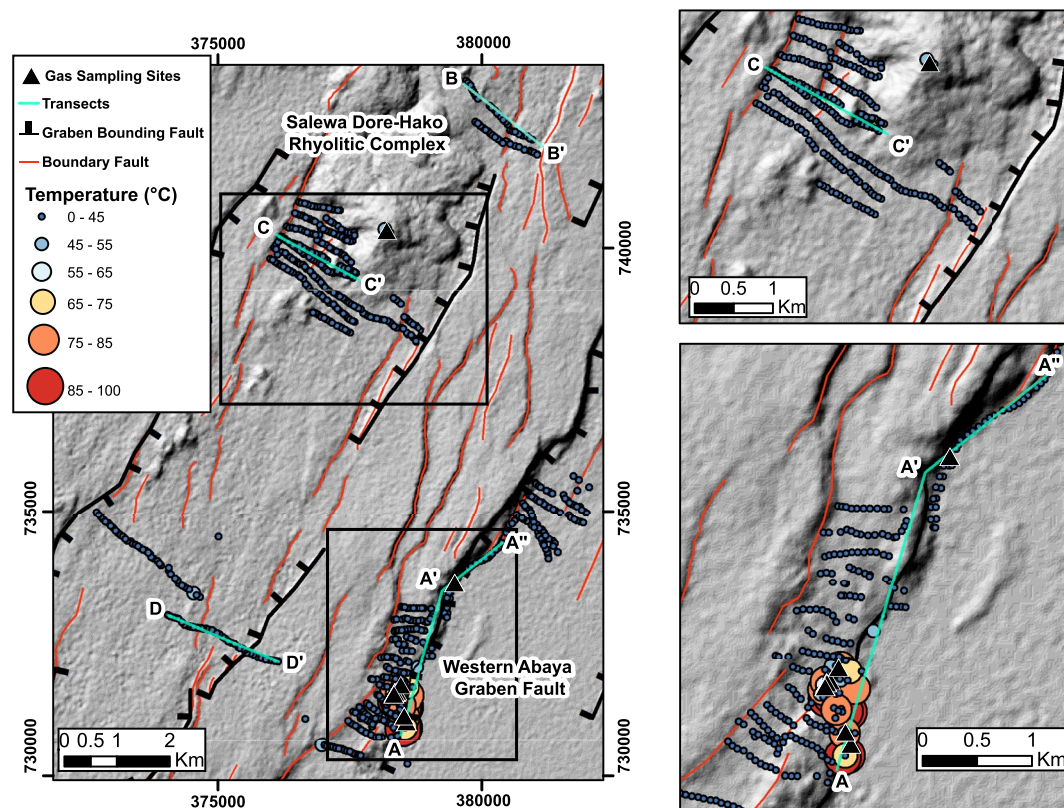 375000
380000
Gas Sampling Sites
Transects
Graben Bounding Fault
Boundary Fault
Temperature (°C)
0 - 45
45 - 55
55 - 65
65 - 75
75 - 85
85 - 100
Salewa Dore-Hako
Rhyolitic Complex
B
B'
C
C'
D
D'
A'
A''
A
Western Abaya
Graben Fault
0 0.5 1 2
Km
740000
735000
735000
730000
730000
375000
380000
C
C'
0 0.5 1
Km
A''
A'
A
0 0.5 1
Km